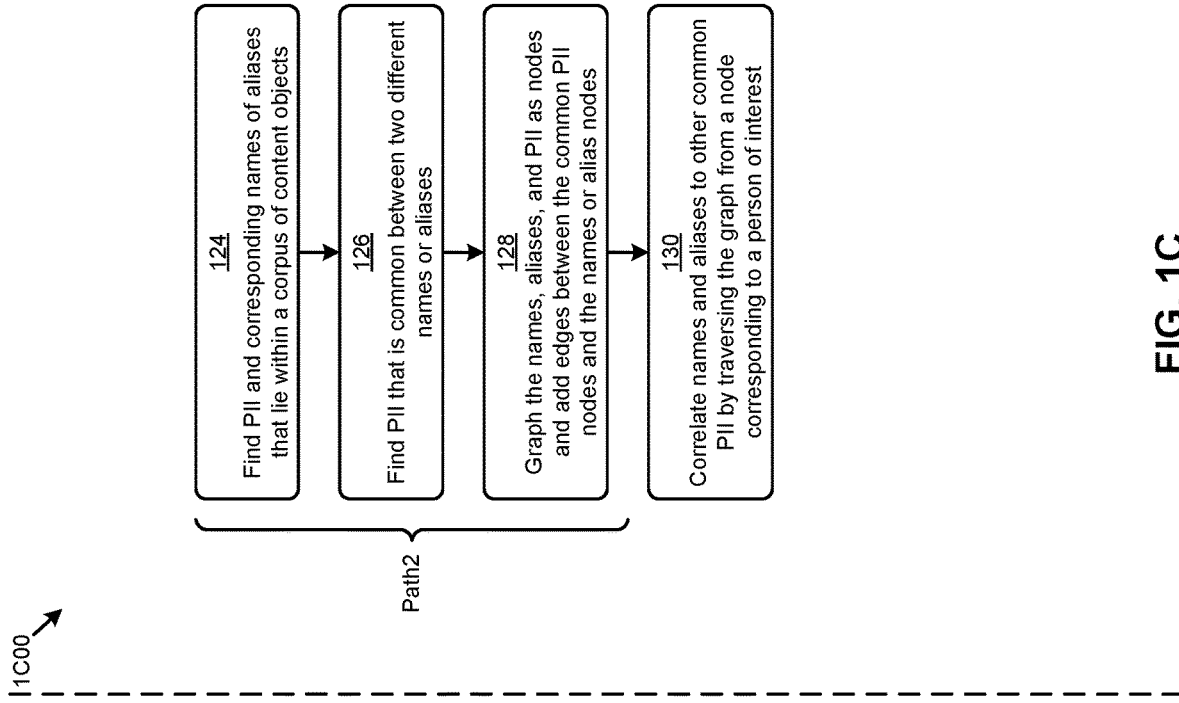 1C00
Path2
124
Find PII and corresponding names of aliases
that lie within a corpus of content objects
126
Find PII that is common between two different
names or aliases
128
Graph the names, aliases, and PII as nodes
and add edges between the common PII
nodes and the names or alias nodes
130
Correlate names and aliases to other common
PII by traversing the graph from a node
corresponding to a person of interest
FIG. 1C